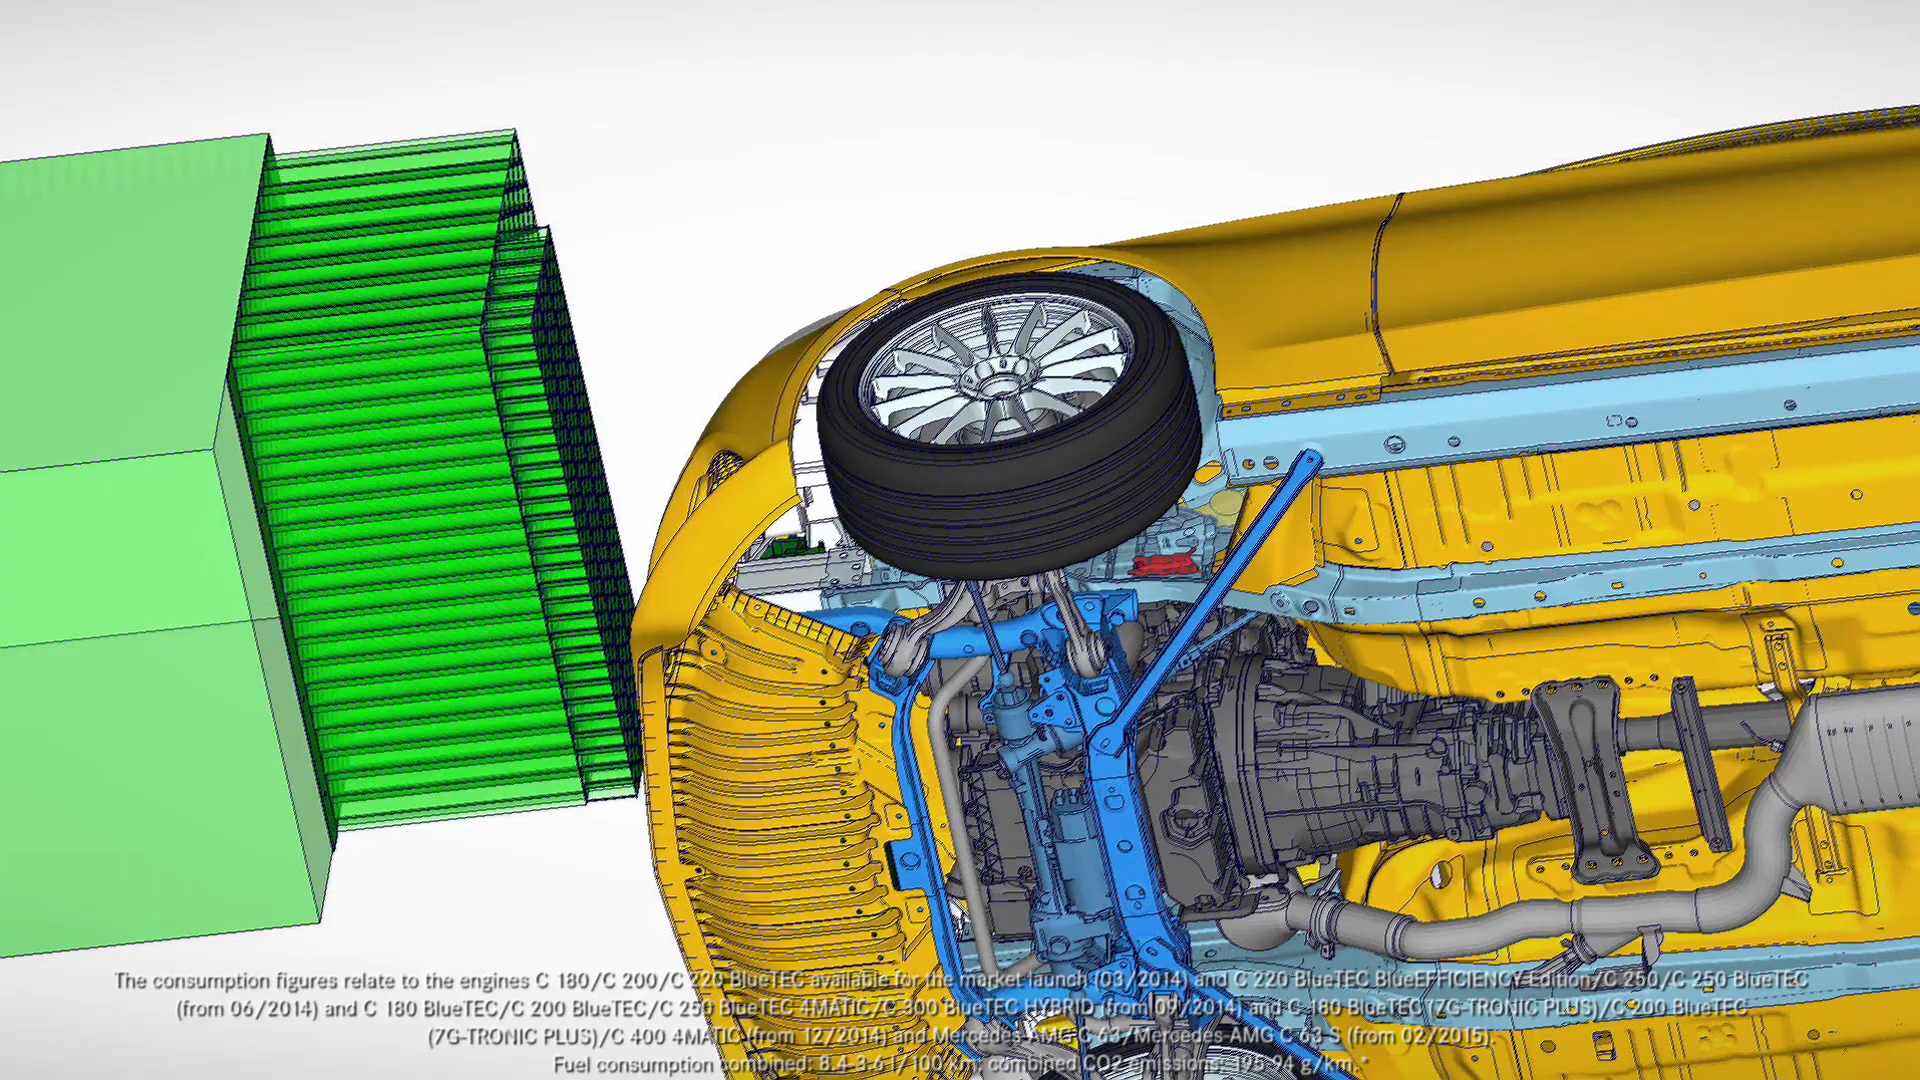 The consumption figures relate to the engines C 180/C 200/C 220 BlueTEC available for the market launch (03/2014) and C 220 BlueTEC BlueEFFICIENCY Edition/C 250/C 250 BlueTEC
(from 06/2014) and C 180 BlueTEC/C 200 BlueTEC/C 250 BlueTEC 4MATIC/C 300 BlueTEC HYBRID (from 09/2014) and C 180 BlueTEC (7G-TRONIC PLUS)/C 200 BlueTEC
(7G-TRONIC PLUS)/C 400 4MATIC (from 12/2014) and Mercedes-AMG C 63/Mercedes-AMG C 63 S (from 02/2015).
Fuel consumption combined: 8.4-3.6 l/100 km; combined CO2 emissions: 195-94 g/km.*